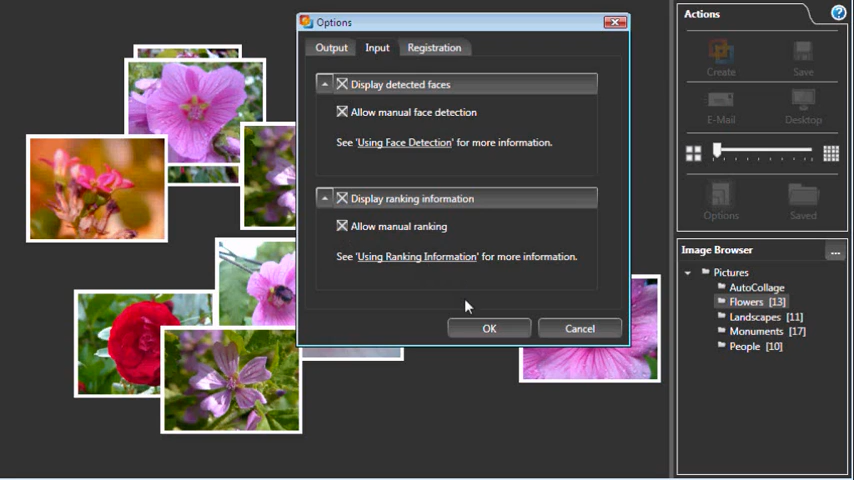 Options
Output Input Registration
Display detected faces
Allow manual face detection
See 'Using Face Detection' for more information.
Display ranking information
Allow manual ranking
See 'Using Ranking Information' for more information.
OK Cancel
Actions
?
Create Save
E-Mail Desktop
Options Saved
Image Browser ...
Pictures
AutoCollage
Flowers [13]
Landscapes [11]
Monuments [17]
People [10]